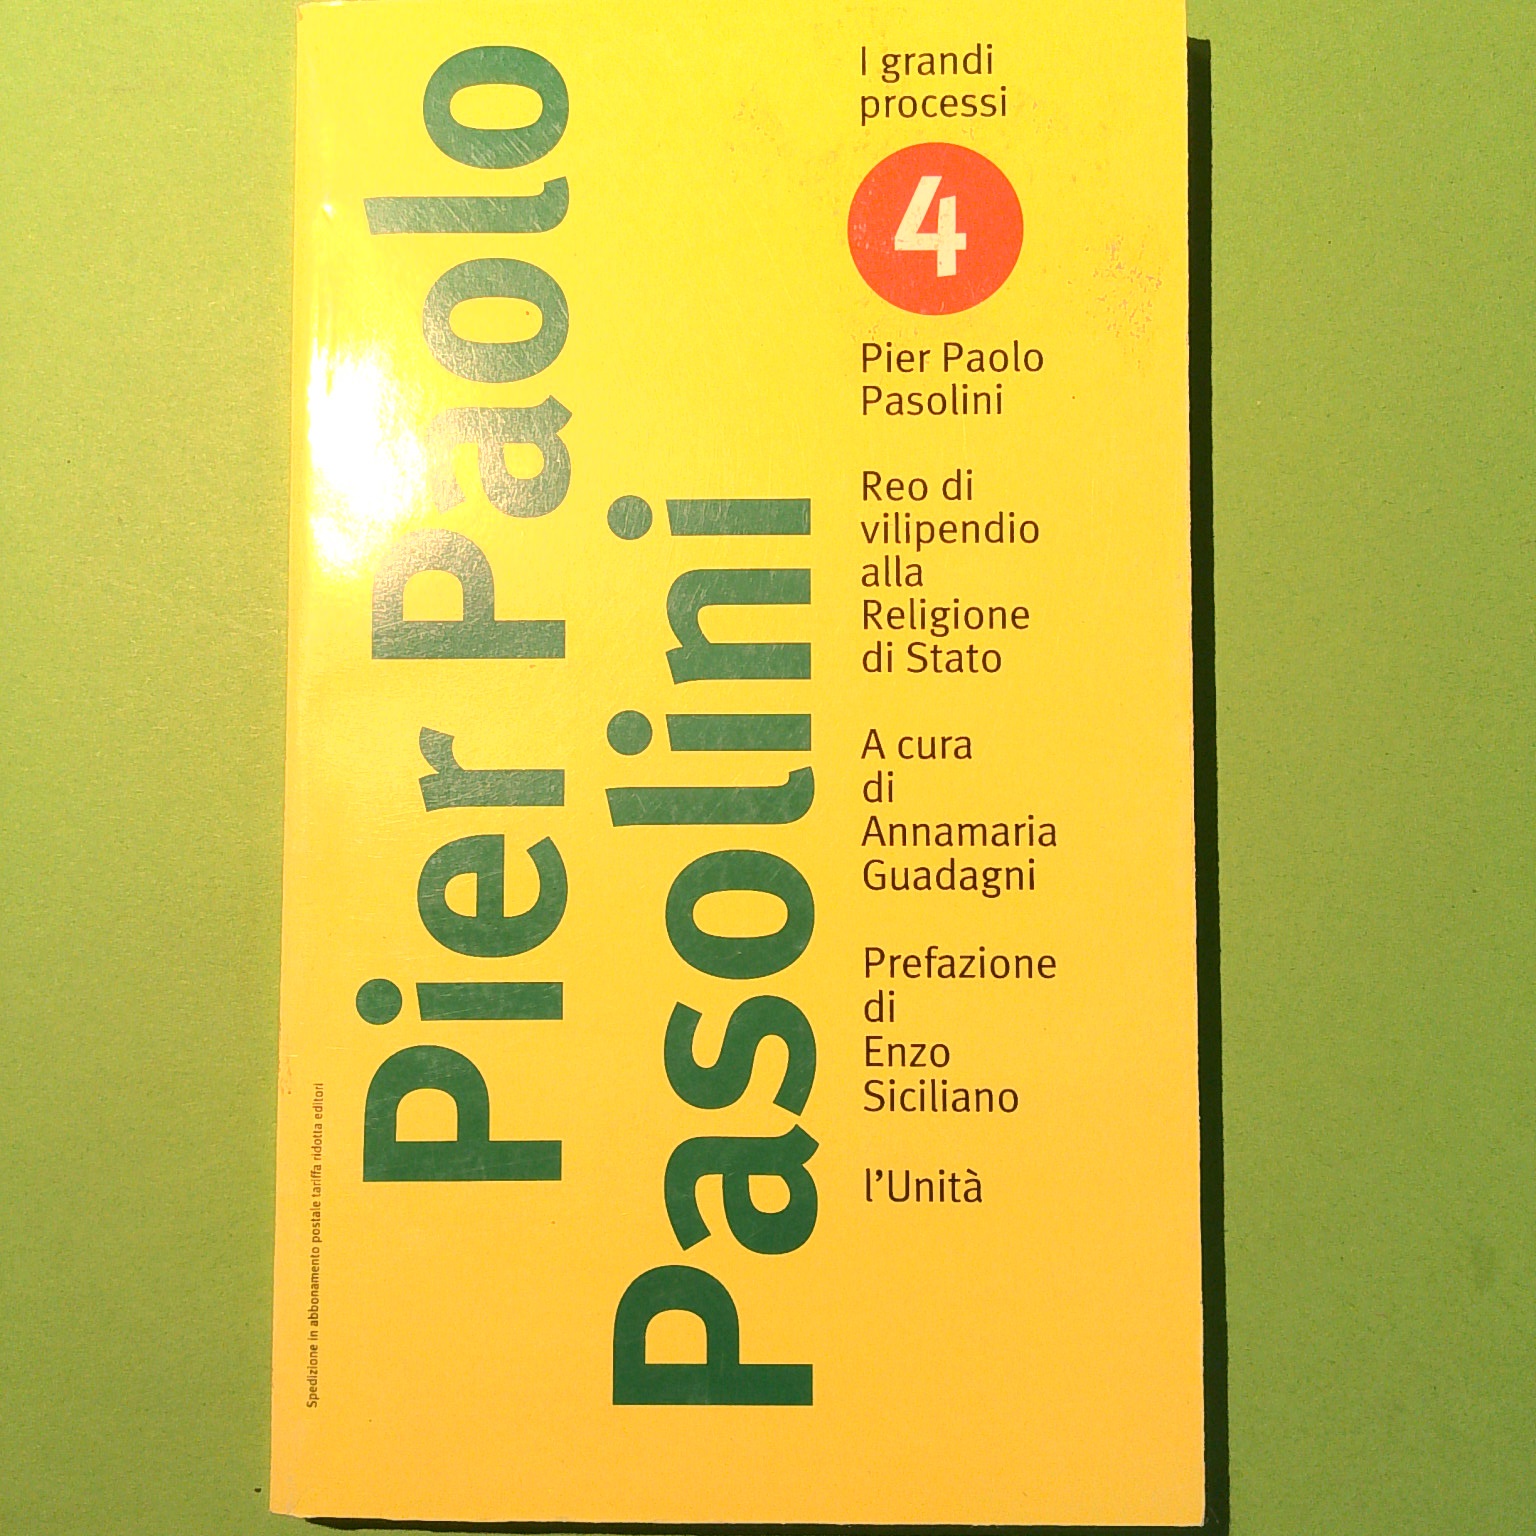 Pier Paolo
Pasolini
I grandi
processi
4
Pier Paolo
Pasolini
Reo di
vilipendio
alla
Religione
di Stato
A cura
di
Annamaria
Guadagni
Prefazione
di
Enzo
Siciliano
l'Unità
Spedizione in abbonamento postale tariffa ridotta editori